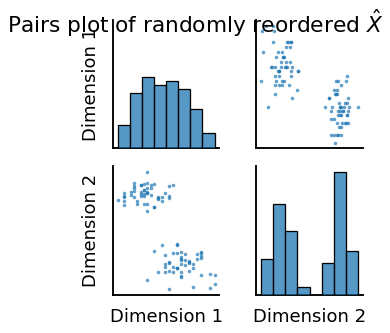 Pairs plot of randomly reordered X̂
Dimension 1
Dimension 2
Dimension 1
Dimension 2